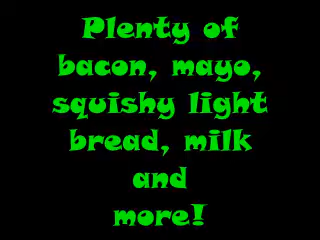 Plenty of
bacon, mayo,
squishy light
bread, milk
and
more!